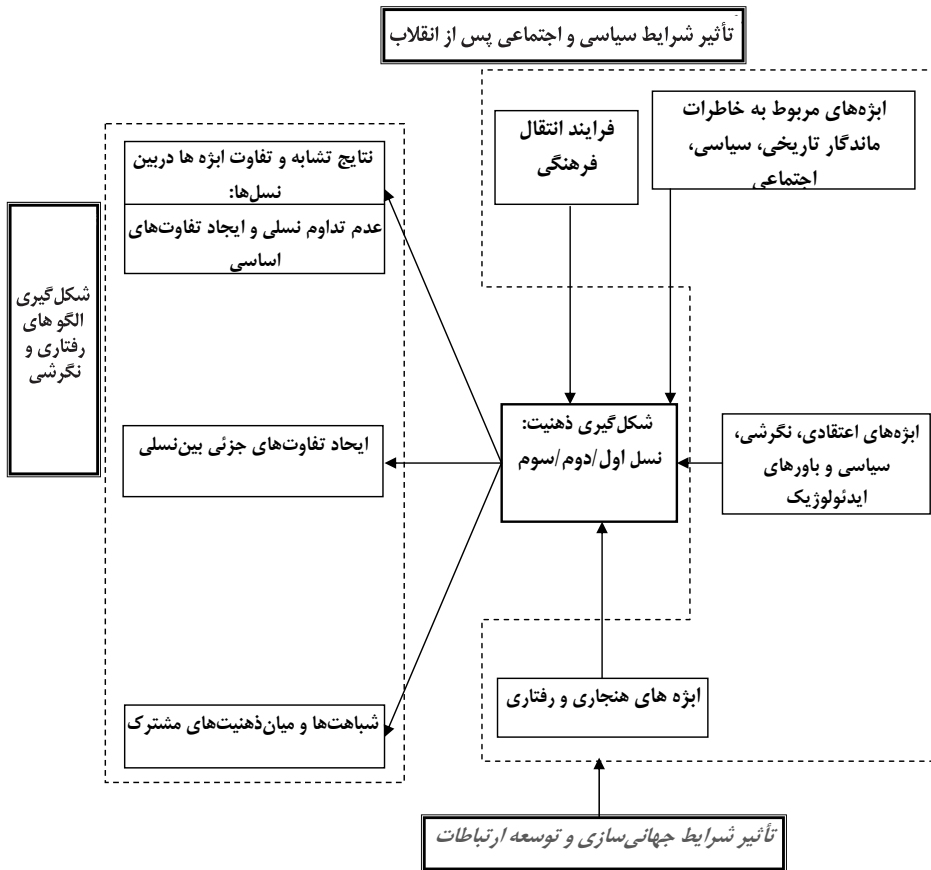 تأثیر شرایط سیاسی و اجتماعی پس از انقلاب
ابژه‌های مربوط به خاطرات
ماندگار تاریخی، سیاسی،
اجتماعی
فرایند انتقال
فرهنگی
نتایج تشابه و تفاوت ابژه ها دربین
نسل‌ها:
عدم تداوم نسلی و ایجاد تفاوت‌های
اساسی
شکل‌گیری
الگو های
رفتاری و
نگرشی
ابژه‌های اعتقادی، نگرشی،
سیاسی و باورهای
ایدئولوژیک
شکل‌گیری ذهنیت:
نسل اول/دوم/سوم
ایحاد تفاوت‌های جزئی بین‌نسلی
ابژه های هنجاری و رفتاری
شباهت‌ها و میان‌ذهنیت‌های مشترک
تأثیر شرایط جهانی‌سازی و توسعه ارتباطات